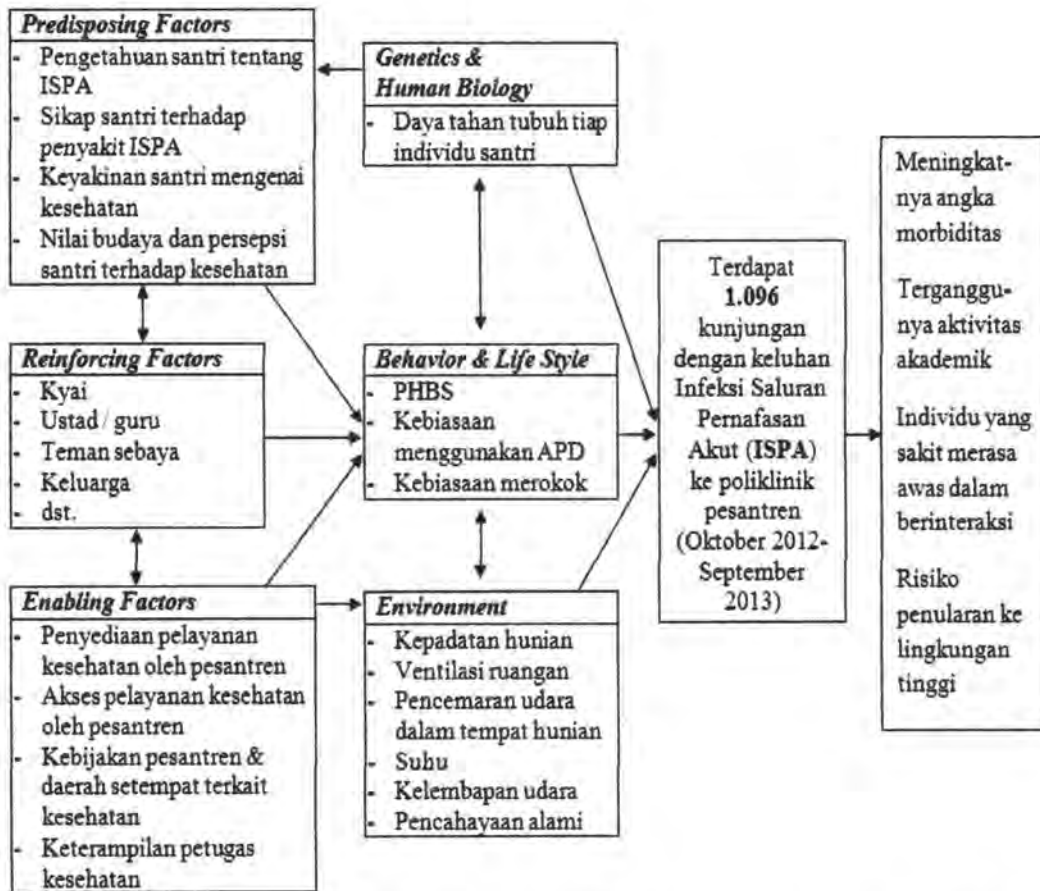 Predisposing Factors
- Pengetahuan santri tentang
ISPA
- Sikap santri terhadap
penyakit ISPA
- Keyakinan santri mengenai
kesehatan
- Nilai budaya dan persepsi
santri terhadap kesehatan
Reinforcing Factors
- Kyai
- Ustad / guru
- Teman sebaya
- Keluarga
- dst.
Enabling Factors
- Penyediaan pelayanan
kesehatan oleh pesantren
- Akses pelayanan kesehatan
oleh pesantren
- Kebijakan pesantren &
daerah setempat terkait
kesehatan
- Keterampilan petugas
kesehatan
Genetics &
Human Biology
- Daya tahan tubuh tiap
individu santri
Behavior & Life Style
- PHBS
- Kebiasaan
menggunakan APD
- Kebiasaan merokok
Environment
- Kepadatan hunian
- Ventilasi ruangan
- Pencemaran udara
dalam tempat hunian
- Suhu
- Kelembapan udara
- Pencahayaan alami
Terdapat
1.096
kunjungan
dengan keluhan
Infeksi Saluran
Pernafasan
Akut (ISPA)
ke poliklinik
pesantren
(Oktober 2012-
September
2013)
Meningkat-
nya angka
morbiditas
Terganggu-
nya aktivitas
akademik
Individu yang
sakit merasa
awas dalam
berinteraksi
Risiko
penularan ke
lingkungan
tinggi